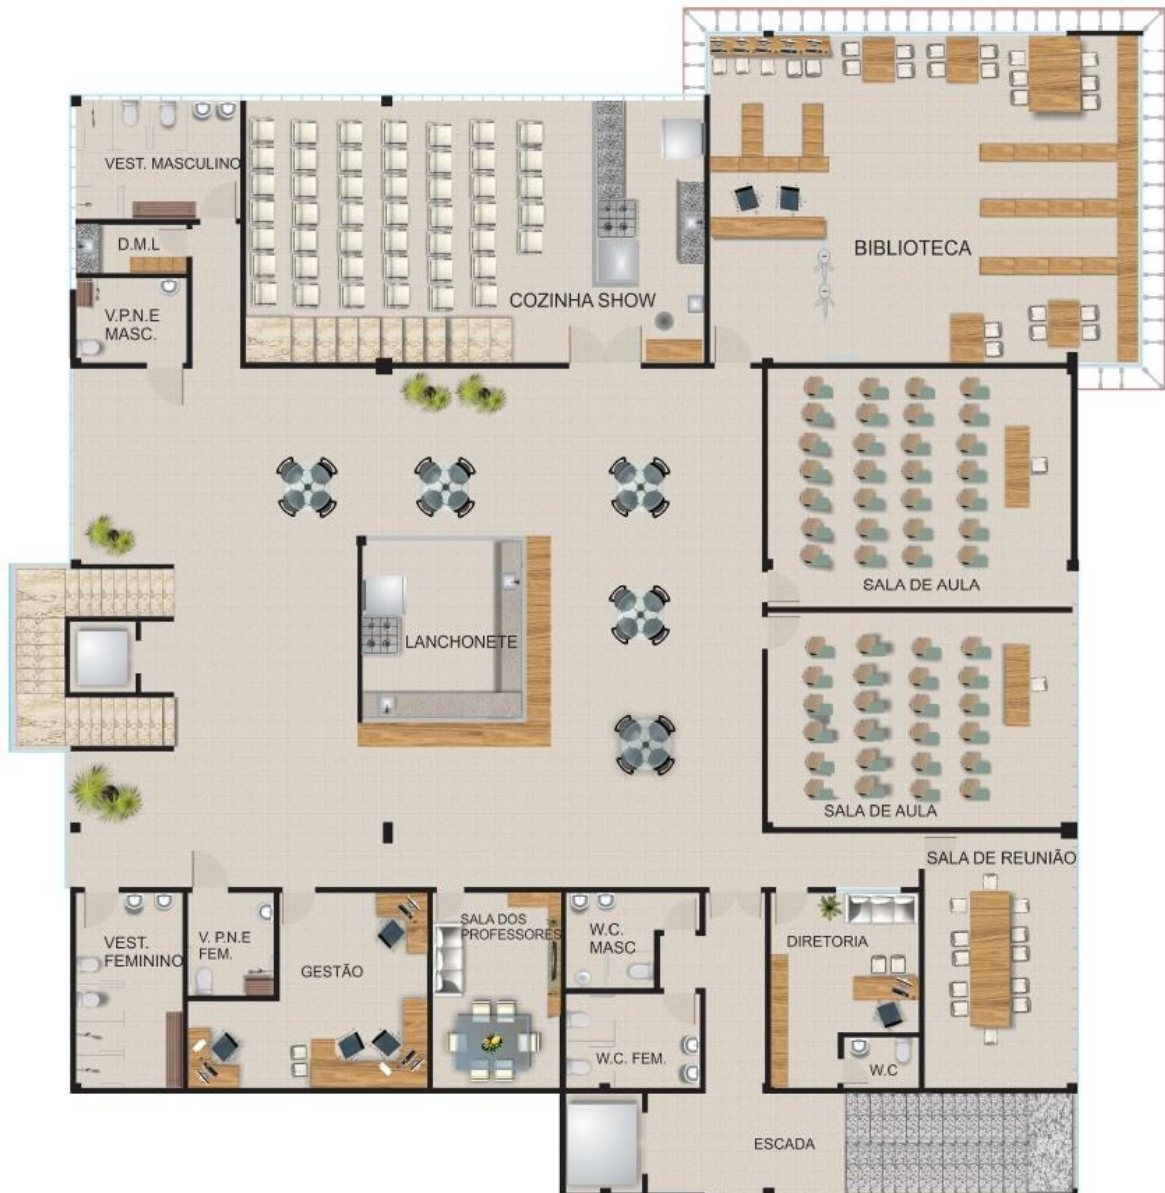 VEST. MASCULINO
D.M.L
V.P.N.E
MASC.
COZINHA SHOW
BIBLIOTECA
SALA DE AULA
LANCHONETE
SALA DE AULA
SALA DE REUNIÃO
VEST.
FEMININO
V. P.N.E
FEM.
GESTÃO
SALA DOS
PROFESSORES
W.C.
MASC
W.C. FEM.
DIRETORIA
W.C
ESCADA